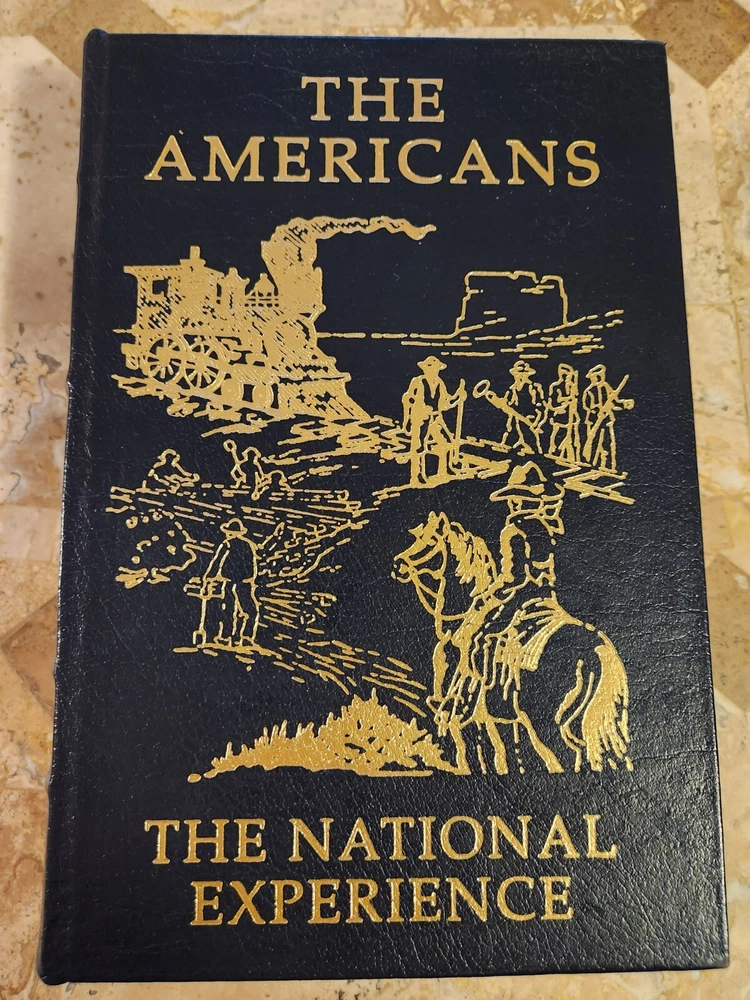 THE
AMERICANS
THE NATIONAL
EXPERIENCE